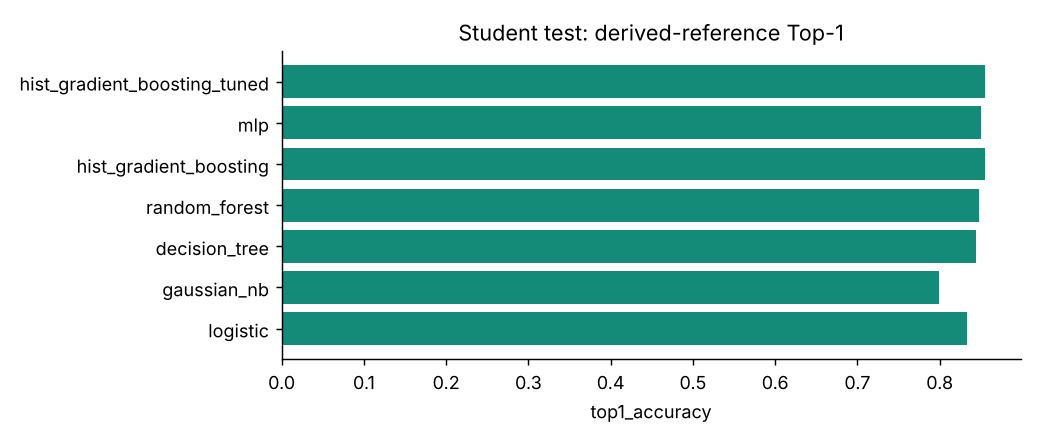 Student test: derived-reference Top-1
hist_gradient_boosting_tuned
mlp
hist_gradient_boosting
random_forest
decision_tree
gaussian_nb
logistic
0.0 0.1 0.2 0.3 0.4 0.5 0.6 0.7 0.8
top1_accuracy